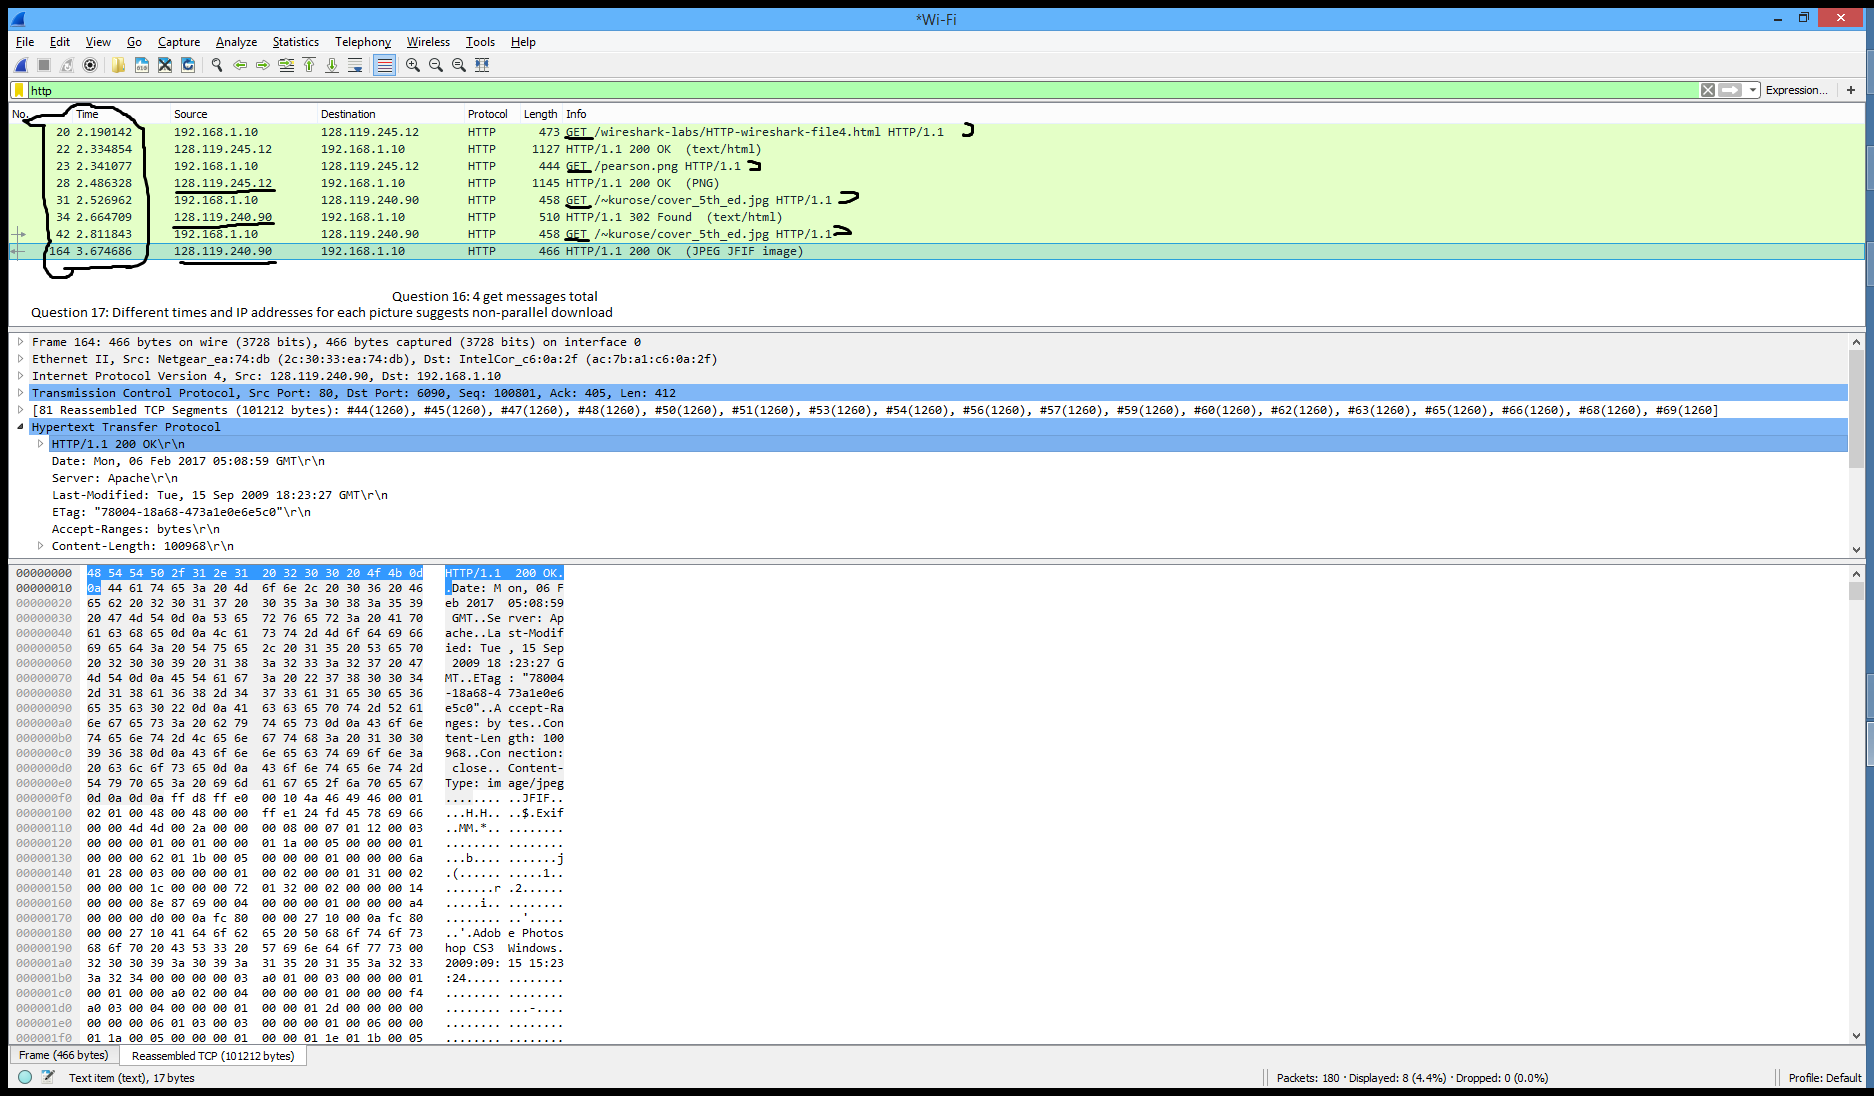 *Wi-Fi
File Edit View Go Capture Analyze Statistics Telephony Wireless Tools Help
http
Expression... +
No. Time Source Destination Protocol Length Info
20 2.190142 192.168.1.10 128.119.245.12 HTTP 473 GET /wireshark-labs/HTTP-wireshark-file4.html HTTP/1.1
22 2.334854 128.119.245.12 192.168.1.10 HTTP 1127 HTTP/1.1 200 OK (text/html)
23 2.341077 192.168.1.10 128.119.245.12 HTTP 444 GET /pearson.png HTTP/1.1
28 2.486328 128.119.245.12 192.168.1.10 HTTP 1145 HTTP/1.1 200 OK (PNG)
31 2.526962 192.168.1.10 128.119.240.90 HTTP 458 GET /~kurose/cover_5th_ed.jpg HTTP/1.1
34 2.664709 128.119.240.90 192.168.1.10 HTTP 510 HTTP/1.1 302 Found (text/html)
42 2.811843 192.168.1.10 128.119.240.90 HTTP 458 GET /~kurose/cover_5th_ed.jpg HTTP/1.1
164 3.674686 128.119.240.90 192.168.1.10 HTTP 466 HTTP/1.1 200 OK (JPEG JFIF image)
Question 16: 4 get messages total
Question 17: Different times and IP addresses for each picture suggests non-parallel download
Frame 164: 466 bytes on wire (3728 bits), 466 bytes captured (3728 bits) on interface 0
Ethernet II, Src: Netgear_ea:74:db (2c:30:33:ea:74:db), Dst: IntelCor_c6:0a:2f (ac:7b:a1:c6:0a:2f)
Internet Protocol Version 4, Src: 128.119.240.90, Dst: 192.168.1.10
Transmission Control Protocol, Src Port: 80, Dst Port: 6090, Seq: 100801, Ack: 405, Len: 412
[81 Reassembled TCP Segments (101212 bytes): #44(1260), #45(1260), #47(1260), #48(1260), #50(1260), #51(1260), #53(1260), #54(1260), #56(1260), #57(1260), #59(1260), #60(1260), #62(1260), #63(1260), #65(1260), #66(1260), #68(1260), #69(1260]
Hypertext Transfer Protocol
HTTP/1.1 200 OK\r\n
Date: Mon, 06 Feb 2017 05:08:59 GMT\r\n
Server: Apache\r\n
Last-Modified: Tue, 15 Sep 2009 18:23:27 GMT\r\n
ETag: "78004-18a68-473a1e0e6e5c0"\r\n
Accept-Ranges: bytes\r\n
Content-Length: 100968\r\n
00000000 48 54 54 50 2f 31 2e 31 20 32 30 30 20 4f 4b 0d HTTP/1.1 200 OK.
00000010 0a 44 61 74 65 3a 20 4d 6f 6e 2c 20 30 36 20 46 .Date: M on, 06 F
00000020 65 62 20 32 30 31 37 20 30 35 3a 30 38 3a 35 39 eb 2017 05:08:59
00000030 20 47 4d 54 0d 0a 53 65 72 76 65 72 3a 20 41 70 GMT..Se rver: Ap
00000040 61 63 68 65 0d 0a 4c 61 73 74 2d 4d 6f 64 69 66 ache..La st-Modif
00000050 69 65 64 3a 20 54 75 65 2c 20 31 35 20 53 65 70 ied: Tue , 15 Sep
00000060 20 32 30 30 39 20 31 38 3a 32 33 3a 32 37 20 47 2009 18 :23:27 G
00000070 4d 54 0d 0a 45 54 61 67 3a 20 22 37 38 30 30 34 MT..ETag : "78004
00000080 2d 31 38 61 36 38 2d 34 37 33 61 31 65 30 65 36 -18a68-4 73a1e0e6
00000090 65 35 63 30 22 0d 0a 41 63 63 65 70 74 2d 52 61 e5c0"..A ccept-Ra
000000a0 6e 67 65 73 3a 20 62 79 74 65 73 0d 0a 43 6f 6e nges: by tes..Con
000000b0 74 65 6e 74 2d 4c 65 6e 67 74 68 3a 20 31 30 30 tent-Len gth: 100
000000c0 39 36 38 0d 0a 43 6f 6e 6e 65 63 74 69 6f 6e 3a 968..Con nection:
000000d0 20 63 6c 6f 73 65 0d 0a 43 6f 6e 74 65 6e 74 2d close.. Content-
000000e0 54 79 70 65 3a 20 69 6d 61 67 65 2f 6a 70 65 67 Type: im age/jpeg
000000f0 0d 0a 0d 0a ff d8 ff e0 00 10 4a 46 49 46 00 01 ........ ..JFIF..
00000100 02 01 00 48 00 48 00 00 ff e1 24 fd 45 78 69 66 ...H.H.. ..$.Exif
00000110 00 00 4d 4d 00 2a 00 00 00 08 00 07 01 12 00 03 ..MM.*.. ........
00000120 00 00 00 01 00 01 00 00 01 1a 00 05 00 00 00 01 ........ ........
00000130 00 00 00 62 01 1b 00 05 00 00 00 01 00 00 00 6a ...b.... .......j
00000140 01 28 00 03 00 00 00 01 00 02 00 00 01 31 00 02 .(...... .....1..
00000150 00 00 00 1c 00 00 00 72 01 32 00 02 00 00 00 14 .......r .2......
00000160 00 00 00 8e 87 69 00 04 00 00 00 01 00 00 00 a4 .....i.. ........
00000170 00 00 00 d0 00 0a fc 80 00 00 27 10 00 0a fc 80 ........ ..'.....
00000180 00 00 27 10 41 64 6f 62 65 20 50 68 6f 74 6f 73 ..'.Adob e Photos
00000190 68 6f 70 20 43 53 33 20 57 69 6e 64 6f 77 73 00 hop CS3 Windows.
000001a0 32 30 30 39 3a 30 39 3a 31 35 20 31 35 3a 32 33 2009:09: 15 15:23
000001b0 3a 32 34 00 00 00 00 03 a0 01 00 03 00 00 00 01 :24..... ........
000001c0 00 01 00 00 a0 02 00 04 00 00 00 01 00 00 00 f4 ........ ........
000001d0 a0 03 00 04 00 00 00 01 00 00 01 2d 00 00 00 00 ........ ...-....
000001e0 00 00 00 06 01 03 00 03 00 00 00 01 00 06 00 00 ........ ........
000001f0 01 1a 00 05 00 00 00 01 00 00 01 1e 01 1b 00 05 ........ ........
Frame (466 bytes) Reassembled TCP (101212 bytes)
Text item (text), 17 bytes Packets: 180 · Displayed: 8 (4.4%) · Dropped: 0 (0.0%) Profile: Default